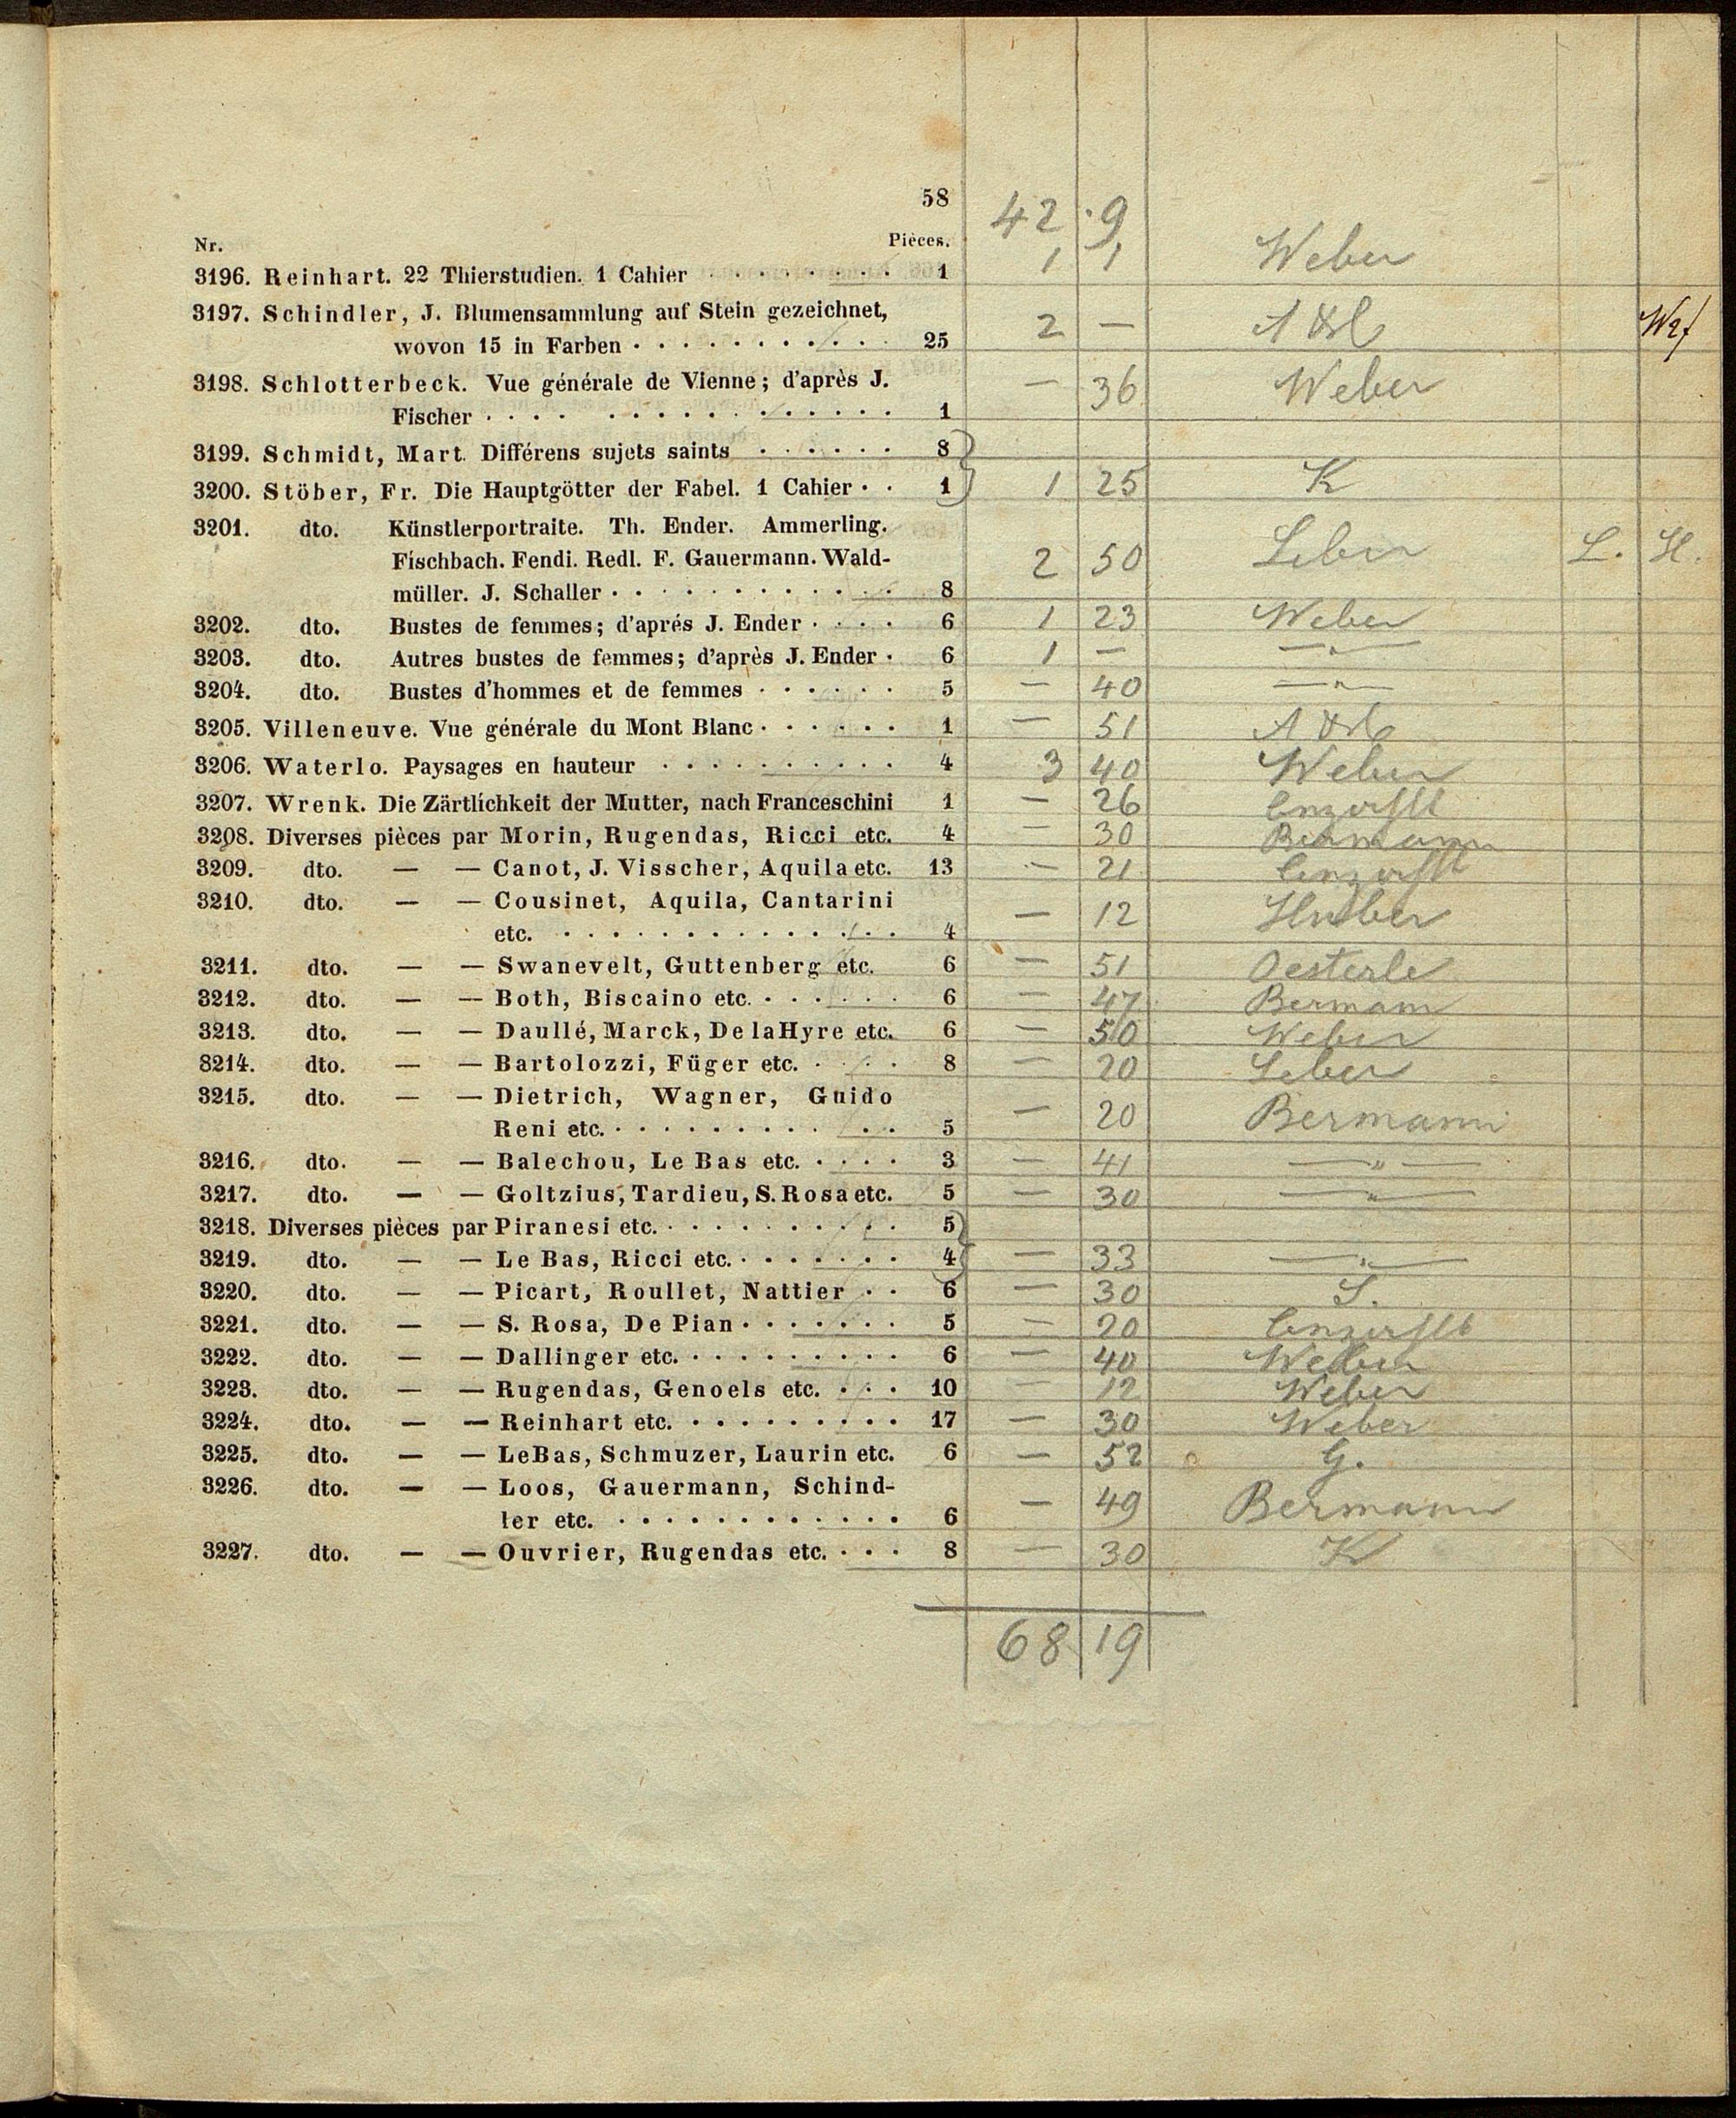 58
42 9
Nr. Pièces.
3196. Reinhart. 22 Thierstudien. 1 Cahier 1 1 1 Weber
3197. Schindler, J. Blumensammlung auf Stein gezeichnet,
wovon 15 in Farben 25 2 —
3198. Schlotterbeck. Vue générale de Vienne; d'après J.
Fischer 1 — 36 Weber
3199. Schmidt, Mart. Différens sujets saints 8
3200. Stöber, Fr. Die Hauptgötter der Fabel. 1 Cahier 1 1 25 K
3201. dto. Künstlerportraite. Th. Ender. Ammerling.
Fischbach. Fendi. Redl. F. Gauermann. Wald-
müller. J. Schaller 8 2 50 Leber L. H.
3202. dto. Bustes de femmes; d'aprés J. Ender 6 1 23 Weber
3203. dto. Autres bustes de femmes; d'après J. Ender 6 1 — —"—
3204. dto. Bustes d'hommes et de femmes 5 — 40 —"—
3205. Villeneuve. Vue générale du Mont Blanc 1 — 51
3206. Waterlo. Paysages en hauteur 4 3 40 Weber
3207. Wrenk. Die Zärtlichkeit der Mutter, nach Franceschini 1 — 26
3208. Diverses pièces par Morin, Rugendas, Ricci etc. 4 — 30 Bermann
3209. dto. — — Canot, J. Visscher, Aquila etc. 13 — 21
3210. dto. — — Cousinet, Aquila, Cantarini
etc. 4 — 12 Huber
3211. dto. — — Swanevelt, Guttenberg etc. 6 — 51 Oesterle
3212. dto. — — Both, Biscaino etc. 6 — 47 Bermann
3213. dto. — — Daullé, Marck, De la Hyre etc. 6 — 50 Weber
8214. dto. — — Bartolozzi, Füger etc. 8 — 20 Leber
3215. dto. — — Dietrich, Wagner, Guido
Reni etc. 5 — 20 Bermann
3216. dto. — — Balechou, Le Bas etc. 3 — 41 —"—
3217. dto. — — Goltzius, Tardieu, S. Rosa etc. 5 — 30 —"—
3218. Diverses pièces par Piranesi etc. 5
3219. dto. — — Le Bas, Ricci etc. 4 — 33 —"—
3220. dto. — — Picart, Roullet, Nattier 6 — 30 S.
3221. dto. — — S. Rosa, De Pian 5 — 20
3222. dto. — — Dallinger etc. 6 — 40 Weber
3223. dto. — — Rugendas, Genoels etc. 10 — 12 Weber
3224. dto. — — Reinhart etc. 17 — 30 Weber
3225. dto. — — Le Bas, Schmuzer, Laurin etc. 6 — 52 G.
3226. dto. — — Loos, Gauermann, Schind-
ler etc. 6 — 49 Bermann
3227. dto. — — Ouvrier, Rugendas etc. 8 — 30 K
68 19